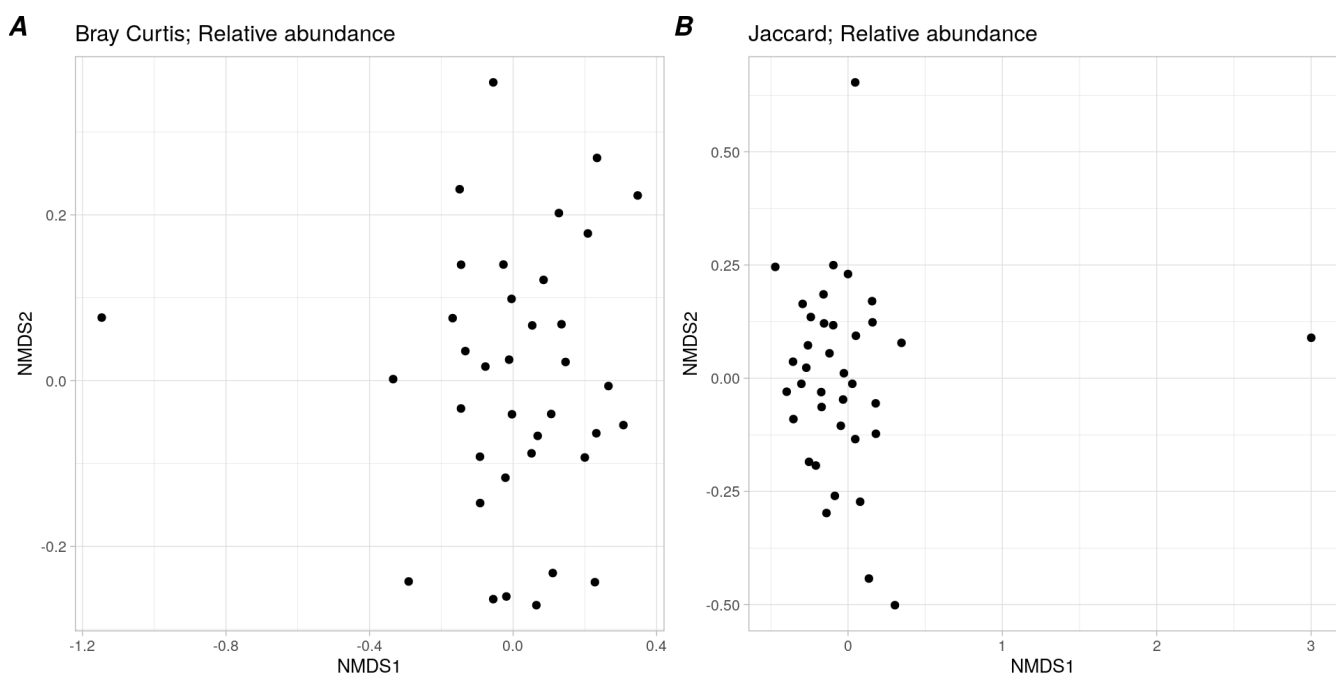 A
Bray Curtis; Relative abundance
0.2
0.0
-0.2
NMDS2
-1.2
-0.8
-0.4
0.0
0.4
NMDS1
B
Jaccard; Relative abundance
0.50
0.25
0.00
-0.25
-0.50
NMDS2
0
1
2
3
NMDS1